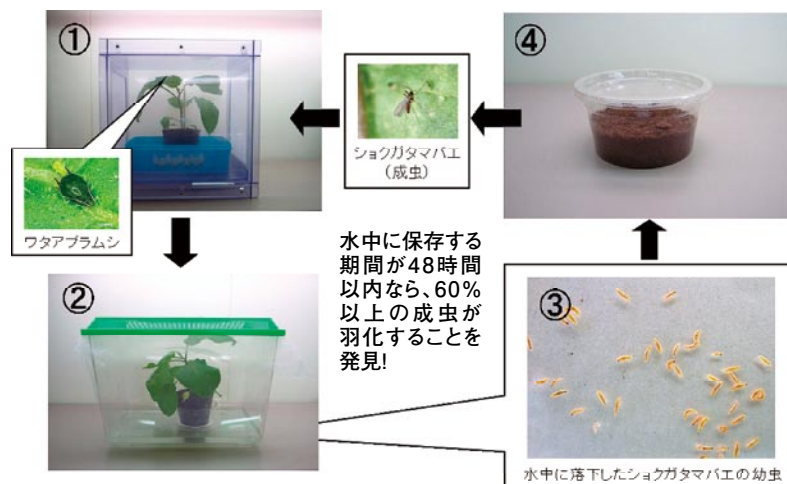 ①
ワタアブラムシ
ショクガタマバエ
(成虫)
④
②
水中に保存する
期間が48時間
以内なら、60%
以上の成虫が
羽化することを
発見!
③
水中に落下したショクガタマバエの幼虫